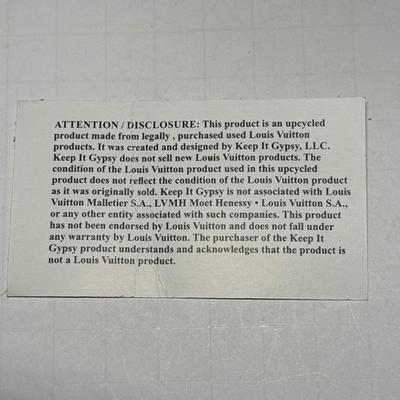 ATTENTION / DISCLOSURE: This product is an upcycled
product made from legally , purchased used Louis Vuitton
products. It was created and designed by Keep It Gypsy, LLC.
Keep It Gypsy does not sell new Louis Vuitton products. The
condition of the Louis Vuitton product used in this upcycled
product does not reflect the condition of the Louis Vuitton product
as it was originally sold. Keep It Gypsy is not associated with Louis
Vuitton Malletier S.A., LVMH Moet Henessy • Louis Vuitton S.A.,
or any other entity associated with such companies. This product
has not been endorsed by Louis Vuitton and does not fall under
any warranty by Louis Vuitton. The purchaser of the Keep It
Gypsy product understands and acknowledges that the product is
not a Louis Vuitton product.